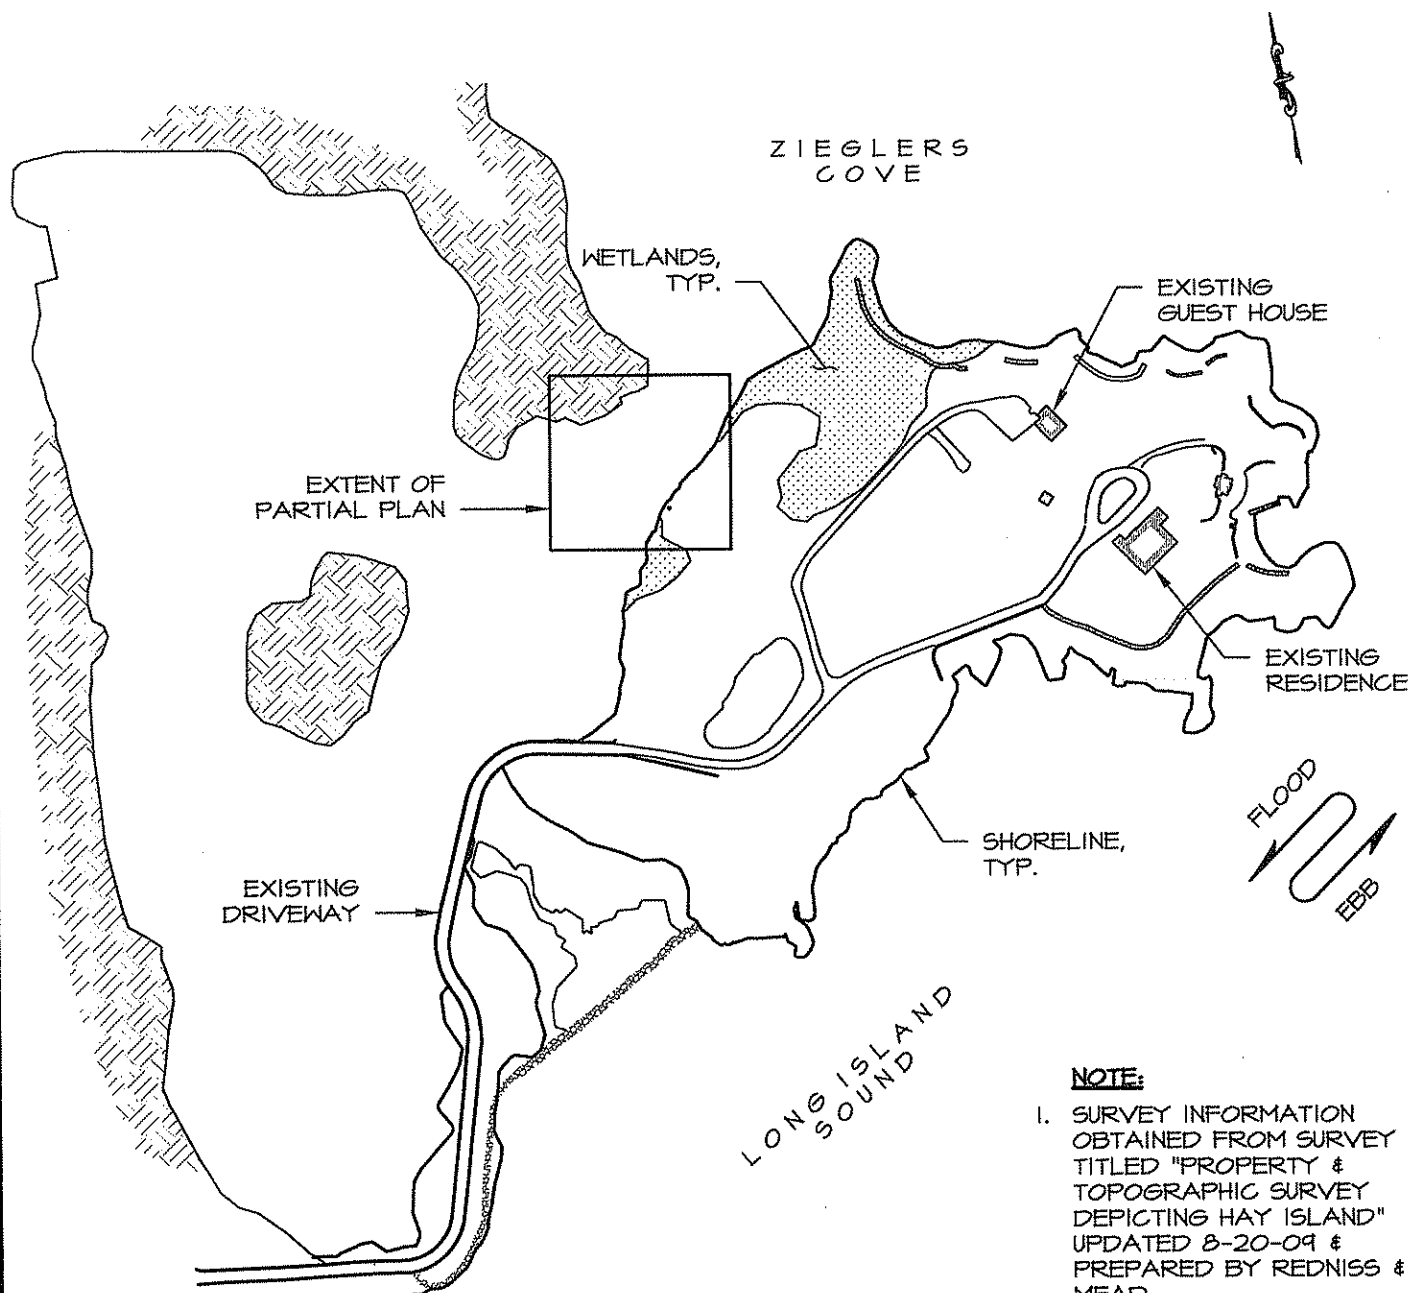 ZIEGLERS
COVE
WETLANDS,
TYP.
EXISTING
GUEST HOUSE
EXTENT OF
PARTIAL PLAN
EXISTING
RESIDENCE
FLOOD
EBB
SHORELINE,
TYP.
EXISTING
DRIVEWAY
LONG ISLAND
SOUND
NOTE:
1. SURVEY INFORMATION
OBTAINED FROM SURVEY
TITLED "PROPERTY &
TOPOGRAPHIC SURVEY
DEPICTING HAY ISLAND"
UPDATED 8-20-09 &
PREPARED BY REDNISS &
MEAD